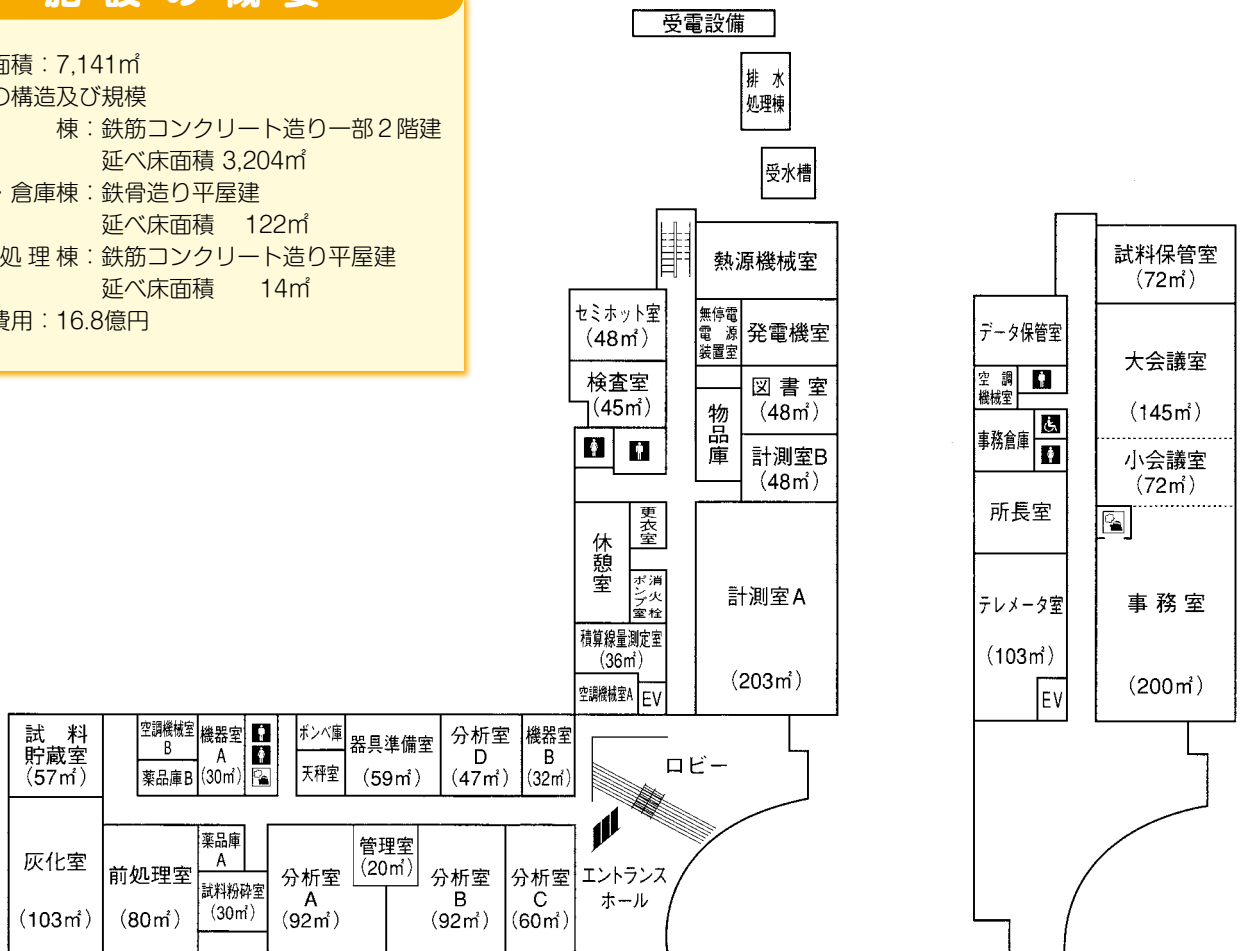 施設の概要
面積：7,141㎡
の構造及び規模
棟：鉄筋コンクリート造り一部２階建
延べ床面積 3,204㎡
・倉庫棟：鉄骨造り平屋建
延べ床面積 122㎡
処理棟：鉄筋コンクリート造り平屋建
延べ床面積 14㎡
費用：16.8億円
受電設備
排水
処理棟
受水槽
熱源機械室
セミホット室
（48㎡）
無停電
電源
装置室
発電機室
検査室
（45㎡）
物品庫
図書室
（48㎡）
計測室B
（48㎡）
休憩室
更衣室
消火栓
ポンプ室
計測室A
（203㎡）
積算線量測定室
（36㎡）
空調機械室A
EV
試料
貯蔵室
（57㎡）
空調機械室
B
薬品庫B
機器室
A
（30㎡）
ボンベ庫
天秤室
器具準備室
（59㎡）
分析室
D
（47㎡）
機器室
B
（32㎡）
ロビー
灰化室
（103㎡）
前処理室
（80㎡）
薬品庫
A
試料粉砕室
（30㎡）
分析室
A
（92㎡）
管理室
（20㎡）
分析室
B
（92㎡）
分析室
C
（60㎡）
エントランス
ホール
試料保管室
（72㎡）
データ保管室
空調
機械室
大会議室
（145㎡）
事務倉庫
小会議室
（72㎡）
所長室
テレメータ室
（103㎡）
EV
事務室
（200㎡）